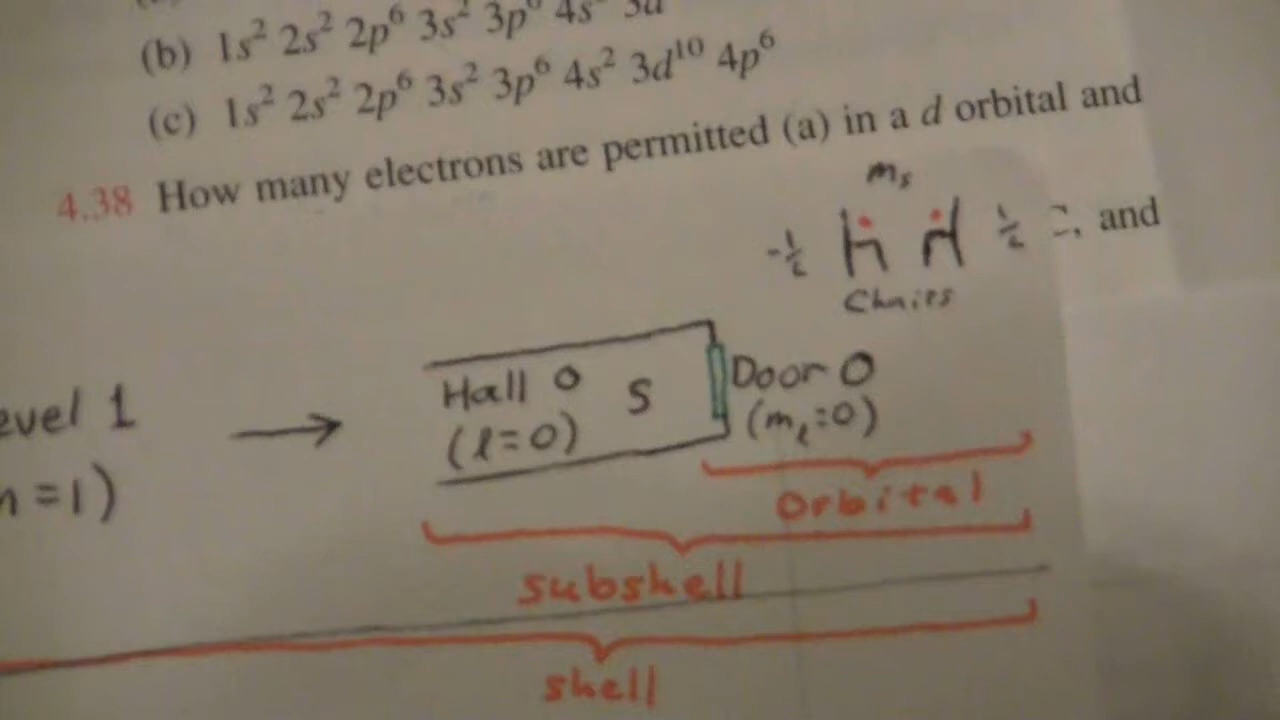 (b) 1s² 2s² 2p⁶ 3s² 3p⁶ 4s² 3d
(c) 1s² 2s² 2p⁶ 3s² 3p⁶ 4s² 3d¹⁰ 4p⁶
4.38 How many electrons are permitted (a) in a d orbital and
mₛ
-½ ½ , and
Chairs
Hall 0 S Door 0
evel 1 → (l=0) (mₗ=0)
n=1)
orbital
subshell
shell